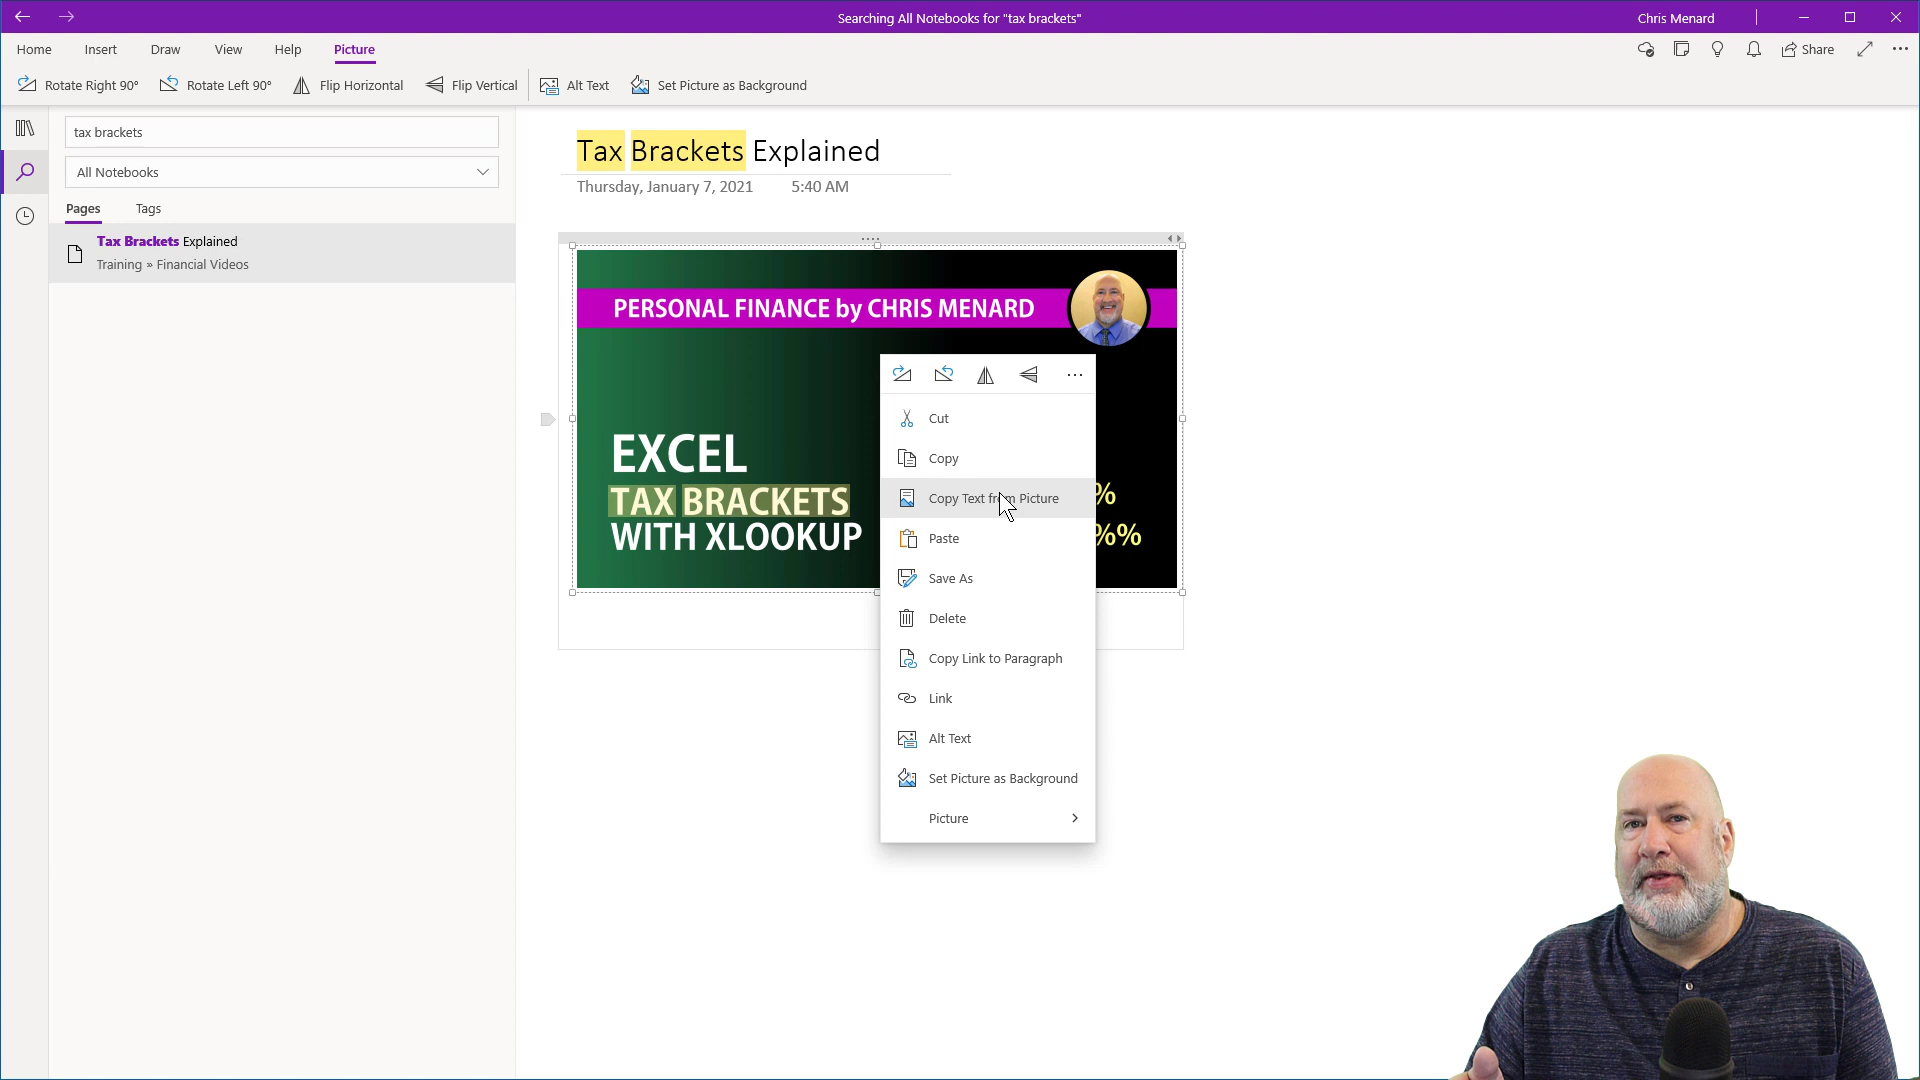 Searching All Notebooks for "tax brackets"
Chris Menard
Home Insert Draw View Help Picture
Share
Rotate Right 90° Rotate Left 90° Flip Horizontal Flip Vertical Alt Text Set Picture as Background
tax brackets
All Notebooks
Pages Tags
Tax Brackets Explained
Training » Financial Videos
Tax Brackets Explained
Thursday, January 7, 2021 5:40 AM
PERSONAL FINANCE by CHRIS MENARD
EXCEL
TAX BRACKETS
WITH XLOOKUP
%
%%
Cut
Copy
Copy Text from Picture
Paste
Save As
Delete
Copy Link to Paragraph
Link
Alt Text
Set Picture as Background
Picture